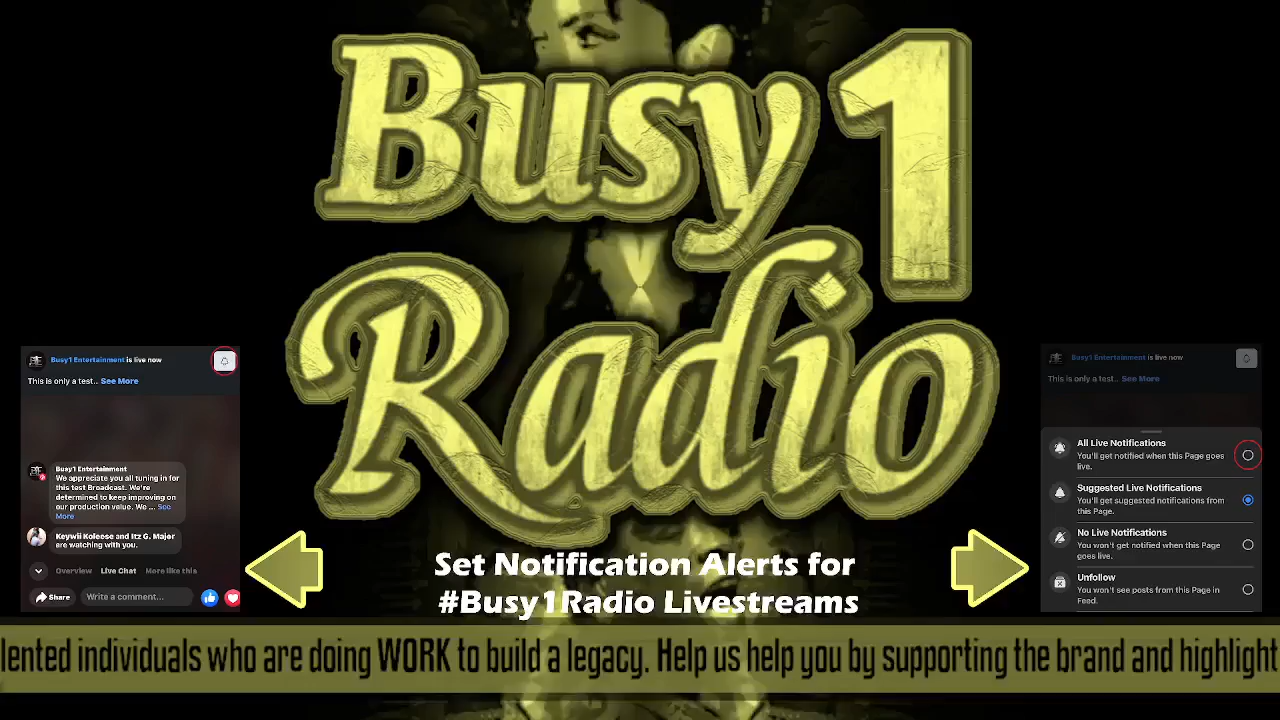 Busy 1
Radio
Busy1 Entertainment is live now
This is only a test.. See More
Busy1 Entertainment
We appreciate you all tuning in for
this test Broadcast. We're
determined to keep improving on
our production value. We ... See
More
Keywii Koleese and Itz G. Major
are watching with you.
Overview Live Chat More like this
Share Write a comment...
Set Notification Alerts for
#Busy1Radio Livestreams
Busy1 Entertainment is live now
This is only a test.. See More
All Live Notifications
You'll get notified when this Page goes
live.
Suggested Live Notifications
You'll get suggested notifications from
this Page.
No Live Notifications
You won't get notified when this Page
goes live.
Unfollow
You won't see posts from this Page in
Feed.
lented individuals who are doing WORK to build a legacy. Help us help you by supporting the brand and highlight